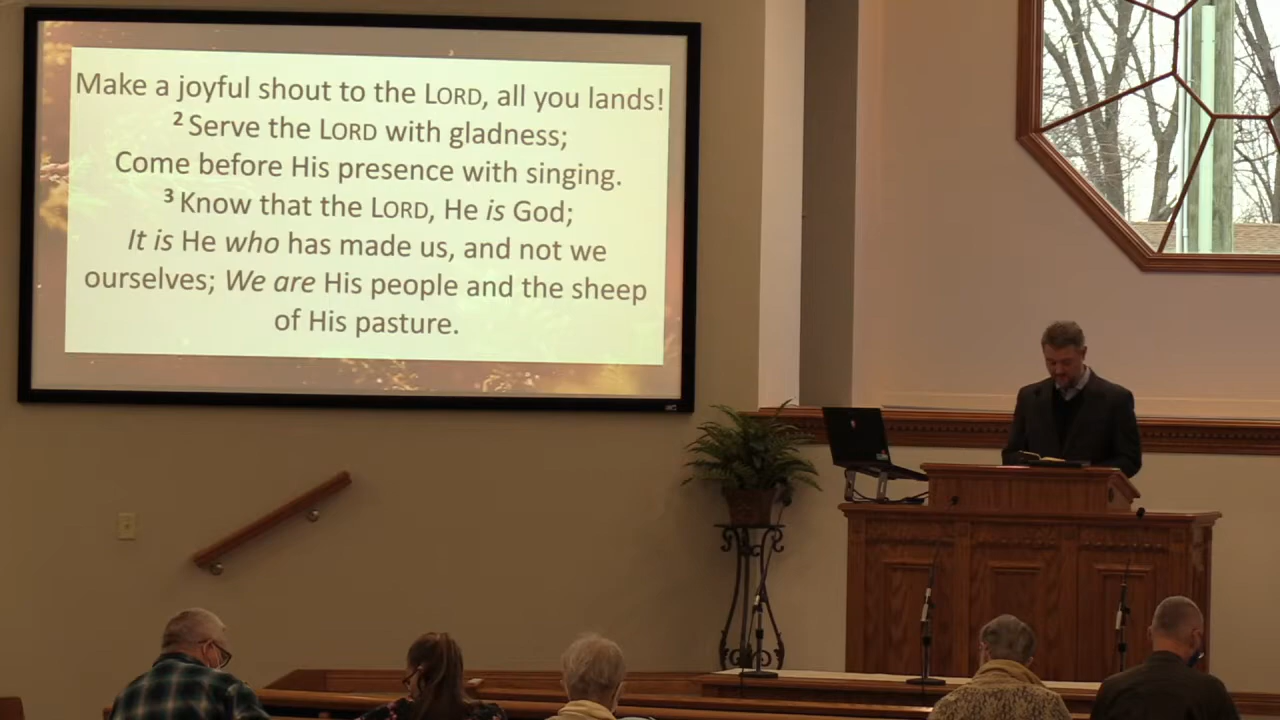 Make a joyful shout to the LORD, all you lands!
2 Serve the LORD with gladness;
Come before His presence with singing.
3 Know that the LORD, He is God;
It is He who has made us, and not we
ourselves; We are His people and the sheep
of His pasture.